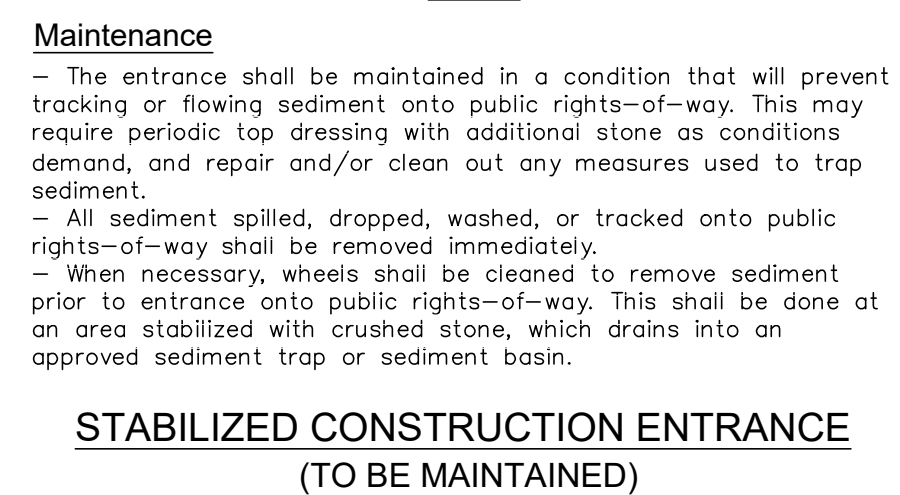 Maintenance
– The entrance shall be maintained in a condition that will prevent
tracking or flowing sediment onto public rights–of–way. This may
require periodic top dressing with additional stone as conditions
demand, and repair and/or clean out any measures used to trap
sediment.
– All sediment spilled, dropped, washed, or tracked onto public
rights–of–way shall be removed immediately.
– When necessary, wheels shall be cleaned to remove sediment
prior to entrance onto public rights–of–way. This shall be done at
an area stabilized with crushed stone, which drains into an
approved sediment trap or sediment basin.
STABILIZED CONSTRUCTION ENTRANCE
(TO BE MAINTAINED)